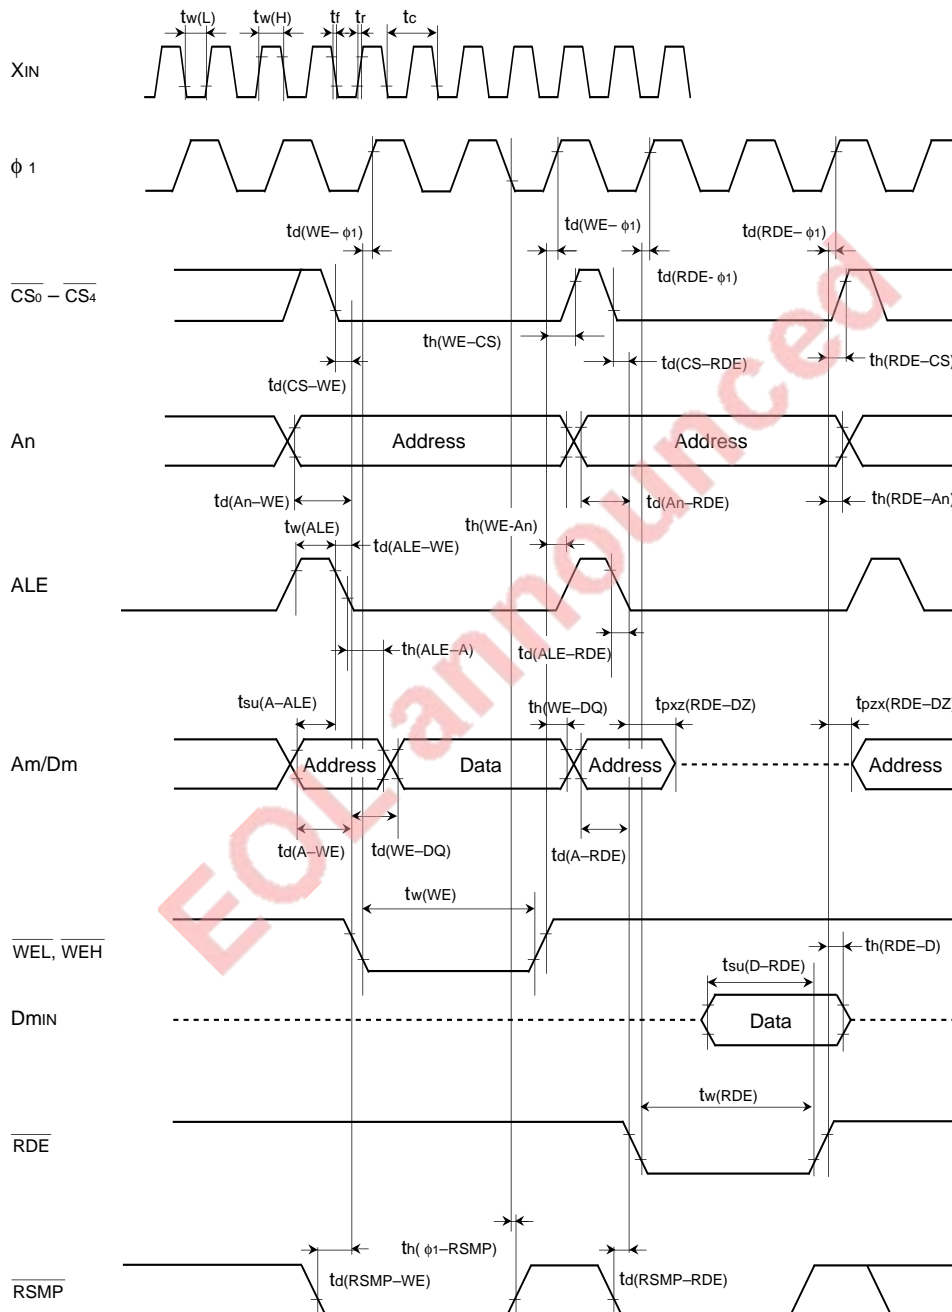 tw(L) tw(H) tf tr tc
XIN
ϕ 1
td(WE– ϕ1) td(WE– ϕ1) td(RDE– ϕ1)
td(RDE- ϕ1)
CS0 – CS4
th(WE–CS) td(CS–RDE) th(RDE–CS)
td(CS–WE)
An Address Address
td(An–WE) td(An–RDE) th(RDE–An)
tw(ALE) th(WE-An)
td(ALE–WE)
ALE
th(ALE–A) td(ALE–RDE)
tsu(A–ALE) th(WE–DQ) tpxz(RDE–DZ) tpzx(RDE–DZ)
Am/Dm Address Data Address Address
td(A–WE) td(WE–DQ) td(A–RDE)
tw(WE)
WEL, WEH th(RDE–D)
tsu(D–RDE)
DmIN Data
tw(RDE)
RDE
th( ϕ1–RSMP)
td(RSMP–WE) td(RSMP–RDE)
RSMP
EOL announced